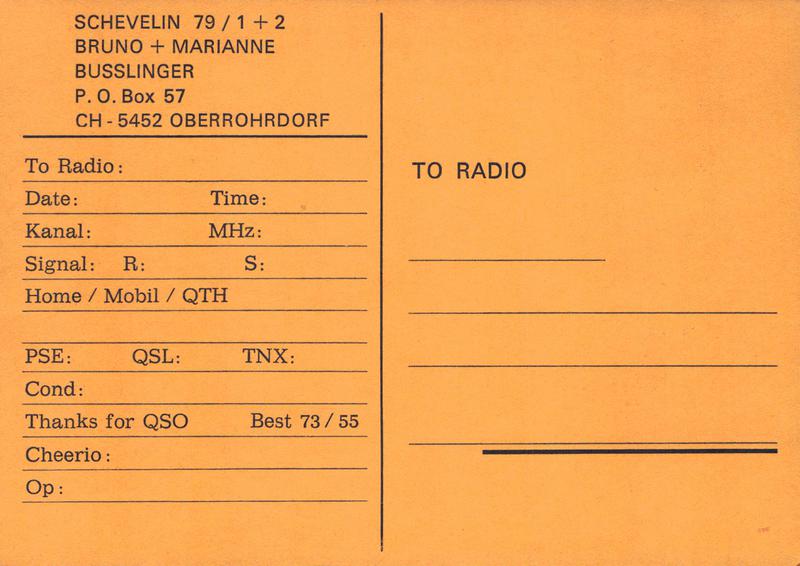 SCHEVELIN 79 / 1 + 2
BRUNO + MARIANNE
BUSSLINGER
P. O. Box 57
CH - 5452 OBERROHRDORF
To Radio:
Date: Time:
Kanal: MHz:
Signal: R: S:
Home / Mobil / QTH
PSE: QSL: TNX:
Cond:
Thanks for QSO Best 73 / 55
Cheerio:
Op:
TO RADIO